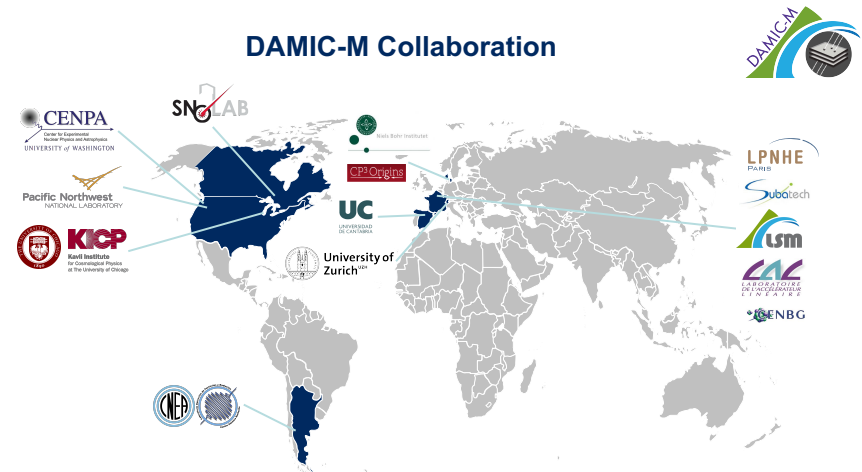 DAMIC-M Collaboration
DAMIC-M
CENPA
Center for Experimental
Nuclear Physics and Astrophysics
UNIVERSITY of WASHINGTON
SNOLAB
Niels Bohr Institutet
CP³ Origins
Pacific Northwest
NATIONAL LABORATORY
UC
UNIVERSIDAD
DE CANTABRIA
KICP
Kavli Institute
for Cosmological Physics
at The University of Chicago
University of
Zurich UZH
LPNHE
PARIS
Subatech
LSM
LAL
LABORATOIRE
DE L'ACCÉLÉRATEUR
LINÉAIRE
CENBG
CNEA